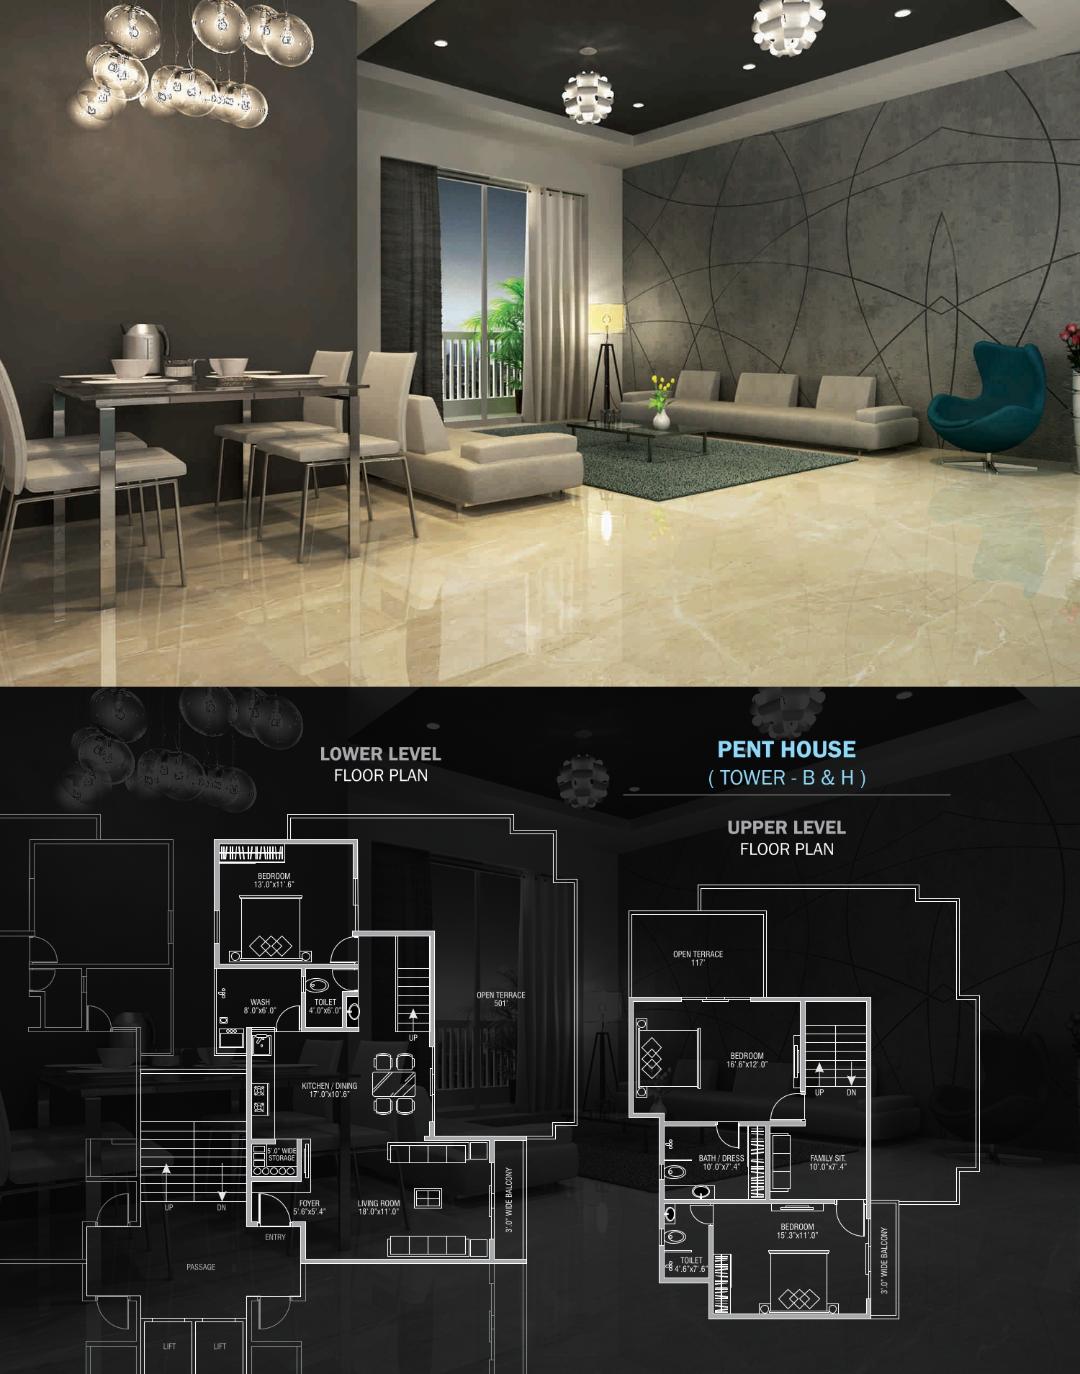 LOWER LEVEL
FLOOR PLAN
PENT HOUSE
( TOWER - B & H )
UPPER LEVEL
FLOOR PLAN
BEDROOM
13'.0"x11'.6"
WASH
8'.0"x6'.0"
TOILET
4'.0"x6'.0"
UP
OPEN TERRACE
501'
KITCHEN / DINING
17'.0"x10'.6"
5'.0" WIDE
STORAGE
FOYER
5'.6"x5'.4"
LIVING ROOM
18'.0"x11'.0"
3'.0" WIDE BALCONY
UP
DN
ENTRY
PASSAGE
LIFT
LIFT
OPEN TERRACE
117'
BEDROOM
16'.6"x12'.0"
UP
DN
BATH / DRESS
10'.0"x7'.4"
FAMILY SIT.
10'.0"x7'.4"
BEDROOM
15'.3"x11'.0"
TOILET
4'.6"x7'.6"
3'.0" WIDE BALCONY